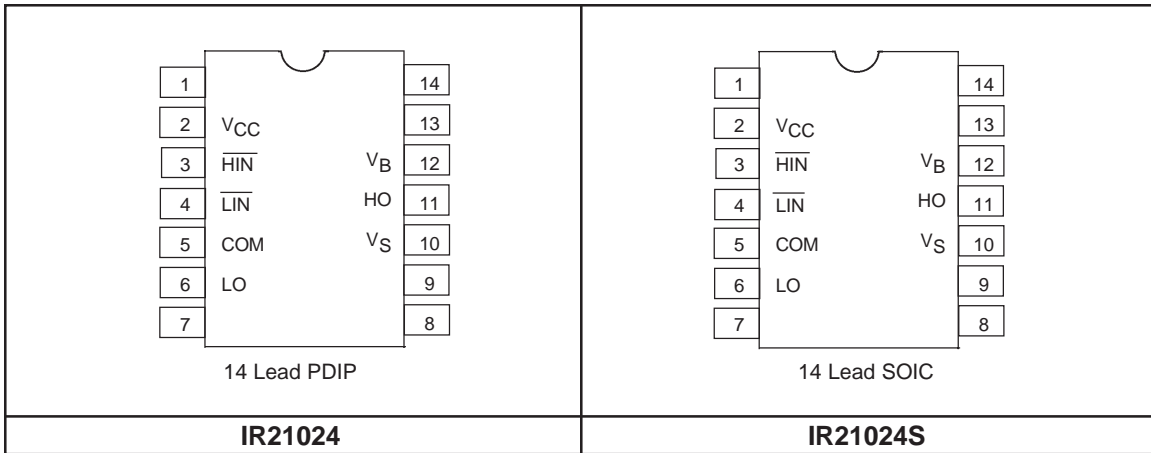 1 14
2 VCC 13
3 HIN VB 12
4 LIN HO 11
5 COM VS 10
6 LO 9
7 8
14 Lead PDIP
IR21024
1 14
2 VCC 13
3 HIN VB 12
4 LIN HO 11
5 COM VS 10
6 LO 9
7 8
14 Lead SOIC
IR21024S